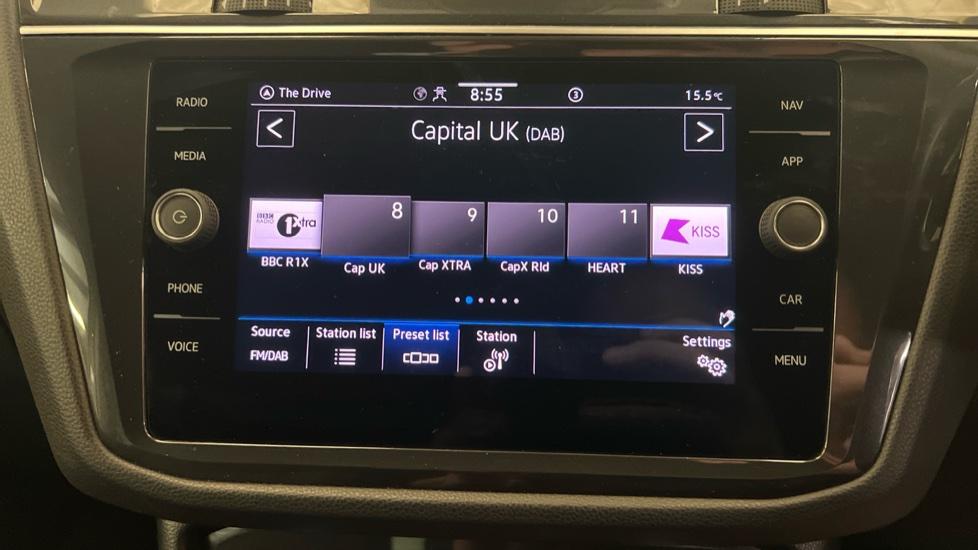 RADIO
MEDIA
PHONE
VOICE
The Drive 8:55 3 15.5°C
< Capital UK (DAB) >
BBC RADIO 1Xtra 8 9 10 11 KISS
BBC R1X Cap UK Cap XTRA CapX Rld HEART KISS
Source Station list Preset list Station Settings
FM/DAB
NAV
APP
CAR
MENU